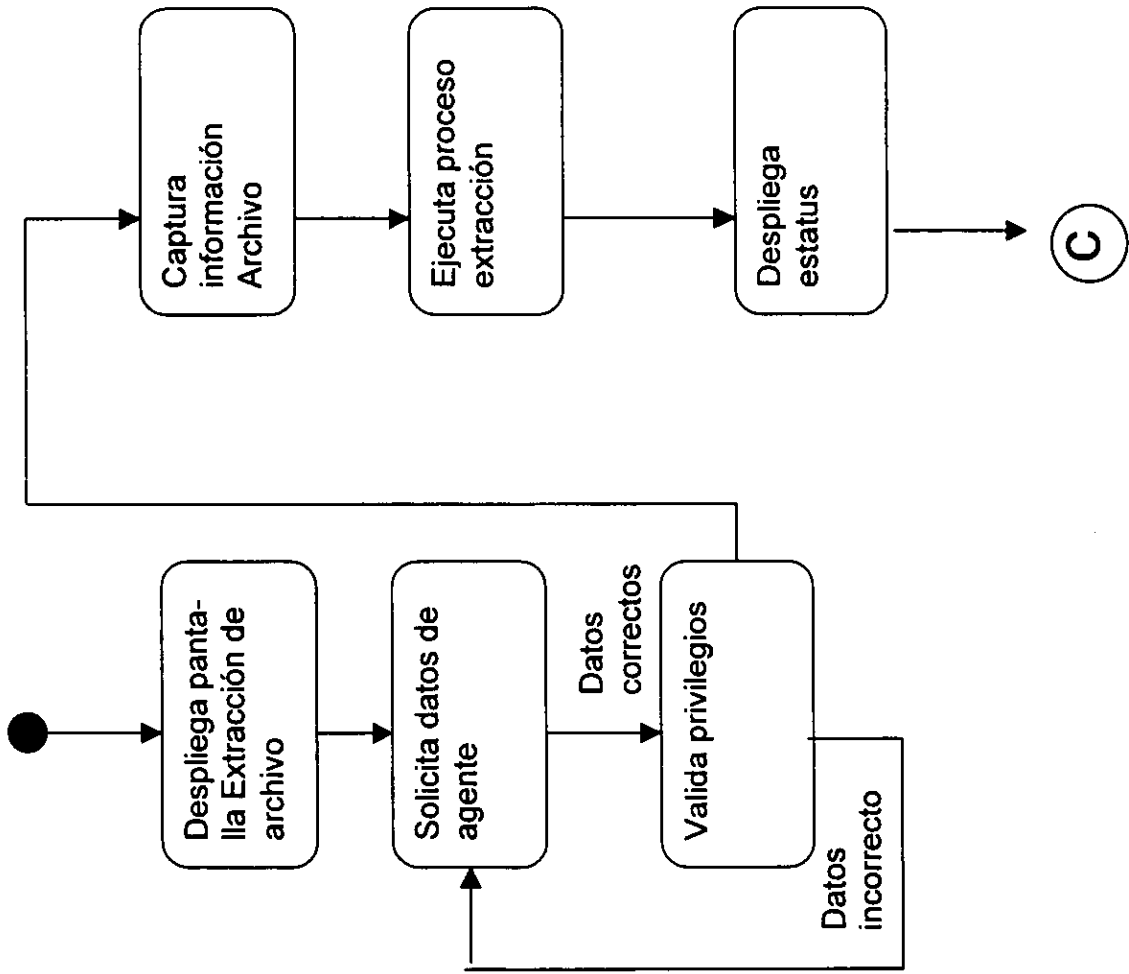 Despliega panta-
lla Extracción de
archivo
Solicita datos de
agente
Datos
correctos
Valida privilegios
Datos
incorrecto
Captura
información
Archivo
Ejecuta proceso
extracción
Despliega
estatus
C